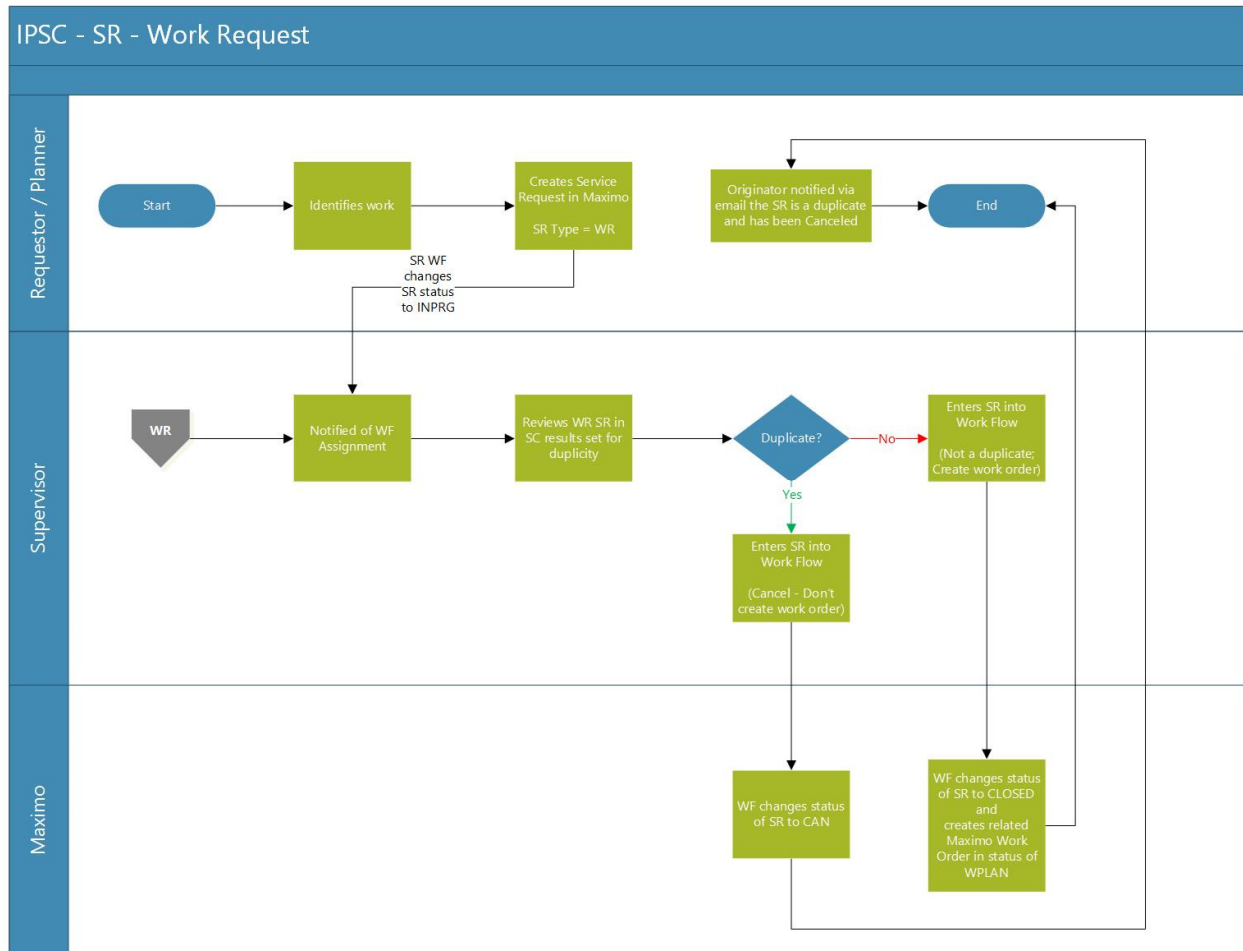 IPSC - SR - Work Request
Requestor / Planner
Start
Identifies work
Creates Service
Request in Maximo
SR Type = WR
Originator notified via
email the SR is a duplicate
and has been Canceled
End
SR WF
changes
SR status
to INPRG
Supervisor
WR
Notified of WF
Assignment
Reviews WR SR in
SC results set for
duplicity
Duplicate?
No
Enters SR into
Work Flow
(Not a duplicate;
Create work order)
Yes
Enters SR into
Work Flow
(Cancel - Don't
create work order)
Maximo
WF changes status
of SR to CAN
WF changes status
of SR to CLOSED
and
creates related
Maximo Work
Order in status of
WPLAN